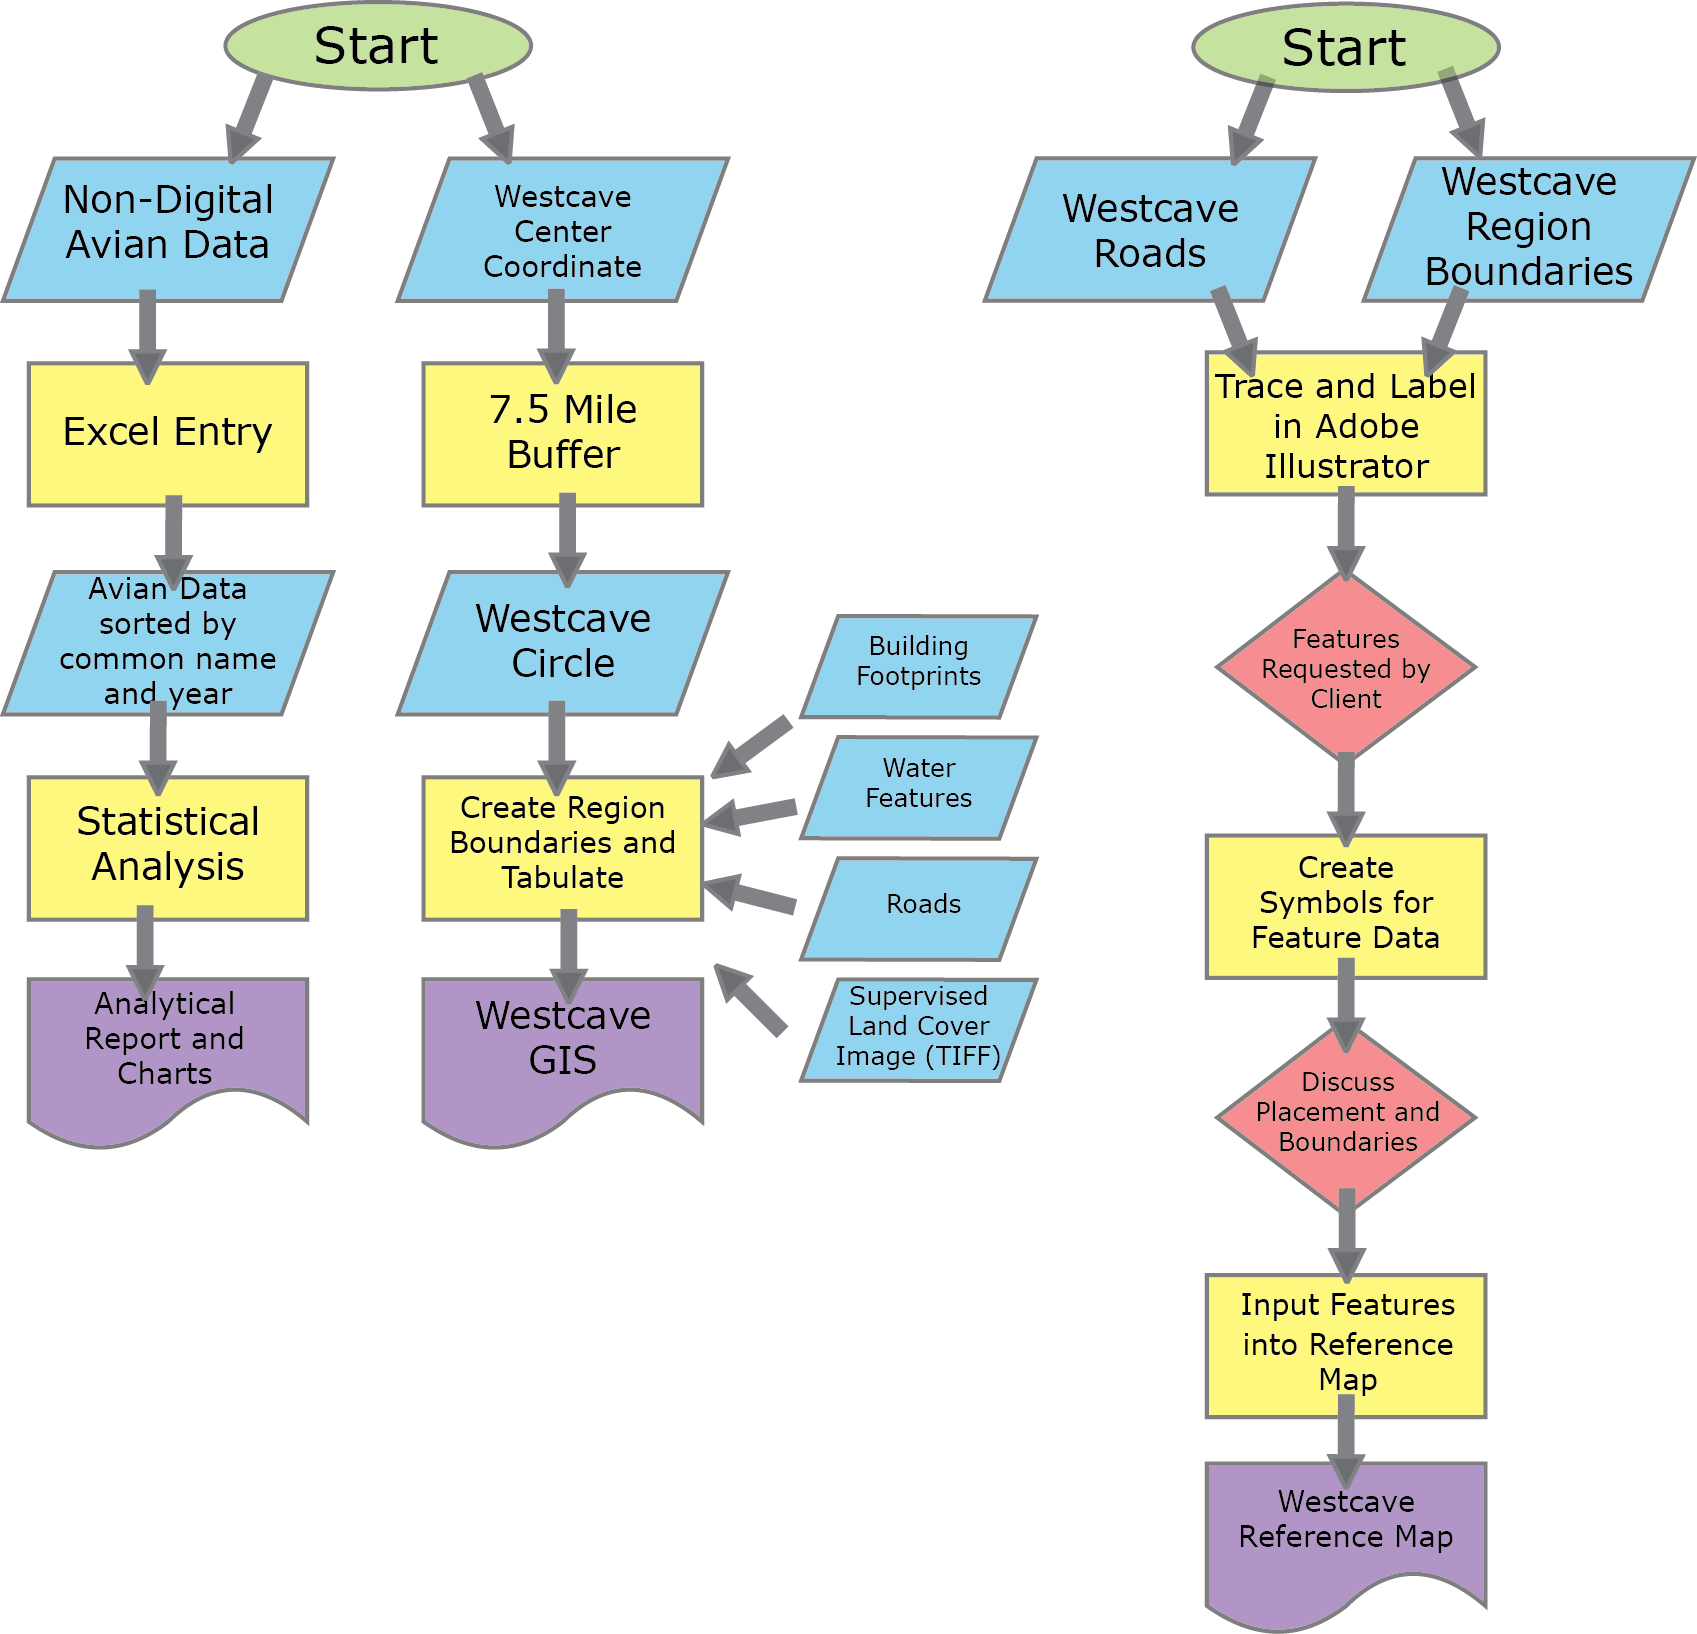 Start
Non-Digital
Avian Data
Excel Entry
Avian Data
sorted by
common name
and year
Statistical
Analysis
Analytical
Report and
Charts
Westcave
Center
Coordinate
7.5 Mile
Buffer
Westcave
Circle
Create Region
Boundaries and
Tabulate
Westcave
GIS
Building
Footprints
Water
Features
Roads
Supervised
Land Cover
Image (TIFF)
Start
Westcave
Roads
Westcave
Region
Boundaries
Trace and Label
in Adobe
Illustrator
Features
Requested by
Client
Create
Symbols for
Feature Data
Discuss
Placement and
Boundaries
Input Features
into Reference
Map
Westcave
Reference Map